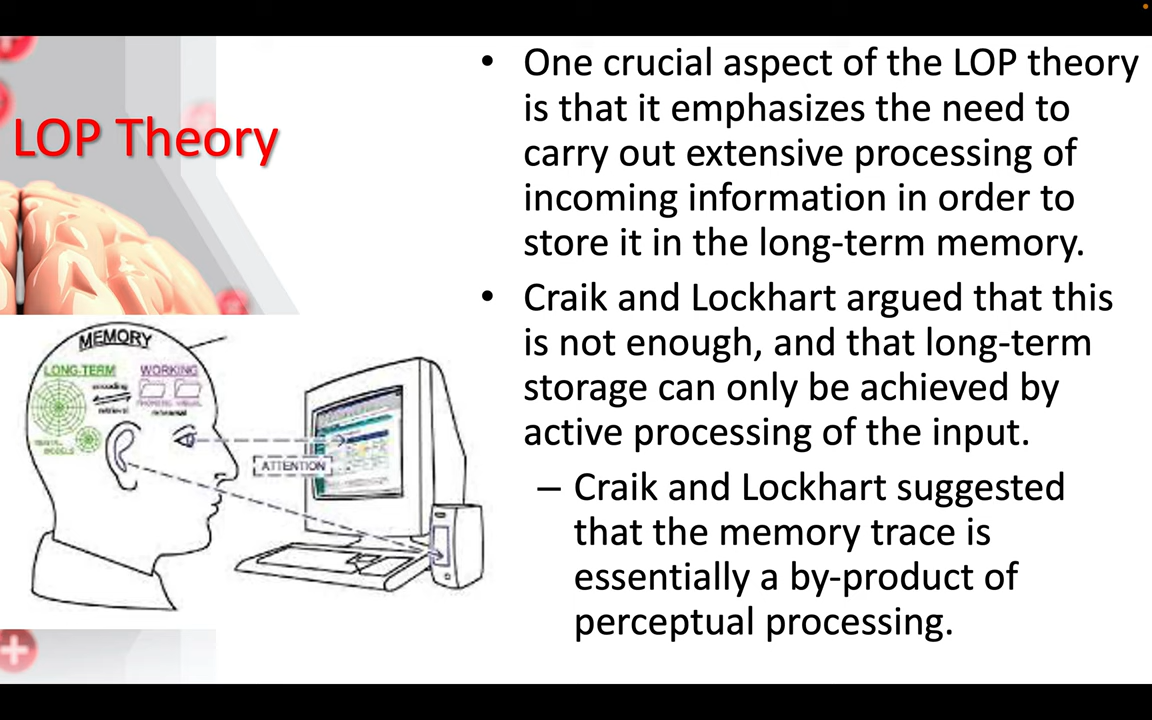 LOP Theory
• One crucial aspect of the LOP theory
is that it emphasizes the need to
carry out extensive processing of
incoming information in order to
store it in the long-term memory.
• Craik and Lockhart argued that this
is not enough, and that long-term
storage can only be achieved by
active processing of the input.
– Craik and Lockhart suggested
that the memory trace is
essentially a by-product of
perceptual processing.
MEMORY
LONG-TERM
WORKING
encoding
retrieval
rehearsal
MODELS
ATTENTION